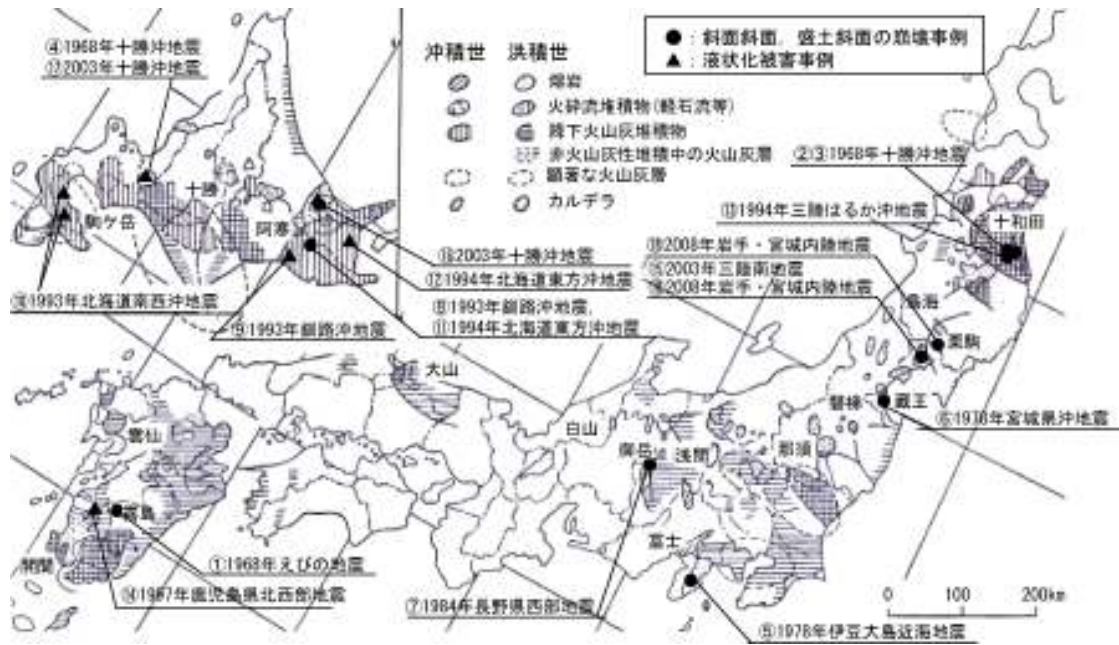 ④1968年十勝沖地震
⑰2003年十勝沖地震
●：斜面斜面，盛土斜面の崩壊事例
▲：液状化被害事例
沖積世 洪積世
熔岩
火砕流堆積物(軽石流等)
降下火山灰堆積物
非火山灰性堆積中の火山灰層
顕著な火山灰層
カルデラ
②③1968年十勝沖地震
⑬1994年三陸はるか沖地震
十和田
十勝
阿寒
駒ケ岳
⑯2003年十勝沖地震
⑫1994年北海道東方沖地震
⑧1993年釧路沖地震，
⑪1994年北海道東方沖地震
⑩1993年北海道南西沖地震
⑨1993年釧路沖地震
2008年岩手・宮城内陸地震
⑮2003年三陸南地震
2008年岩手・宮城内陸地震
鳥海
栗駒
蔵王
磐梯
⑥1978年宮城県沖地震
大山
白山
御岳
浅間
那須
富士
雲仙
霧島
開聞
①1968年えびの地震
⑭1997年鹿児島県北西部地震
⑦1984年長野県西部地震
⑤1978年伊豆大島近海地震
0 100 200km